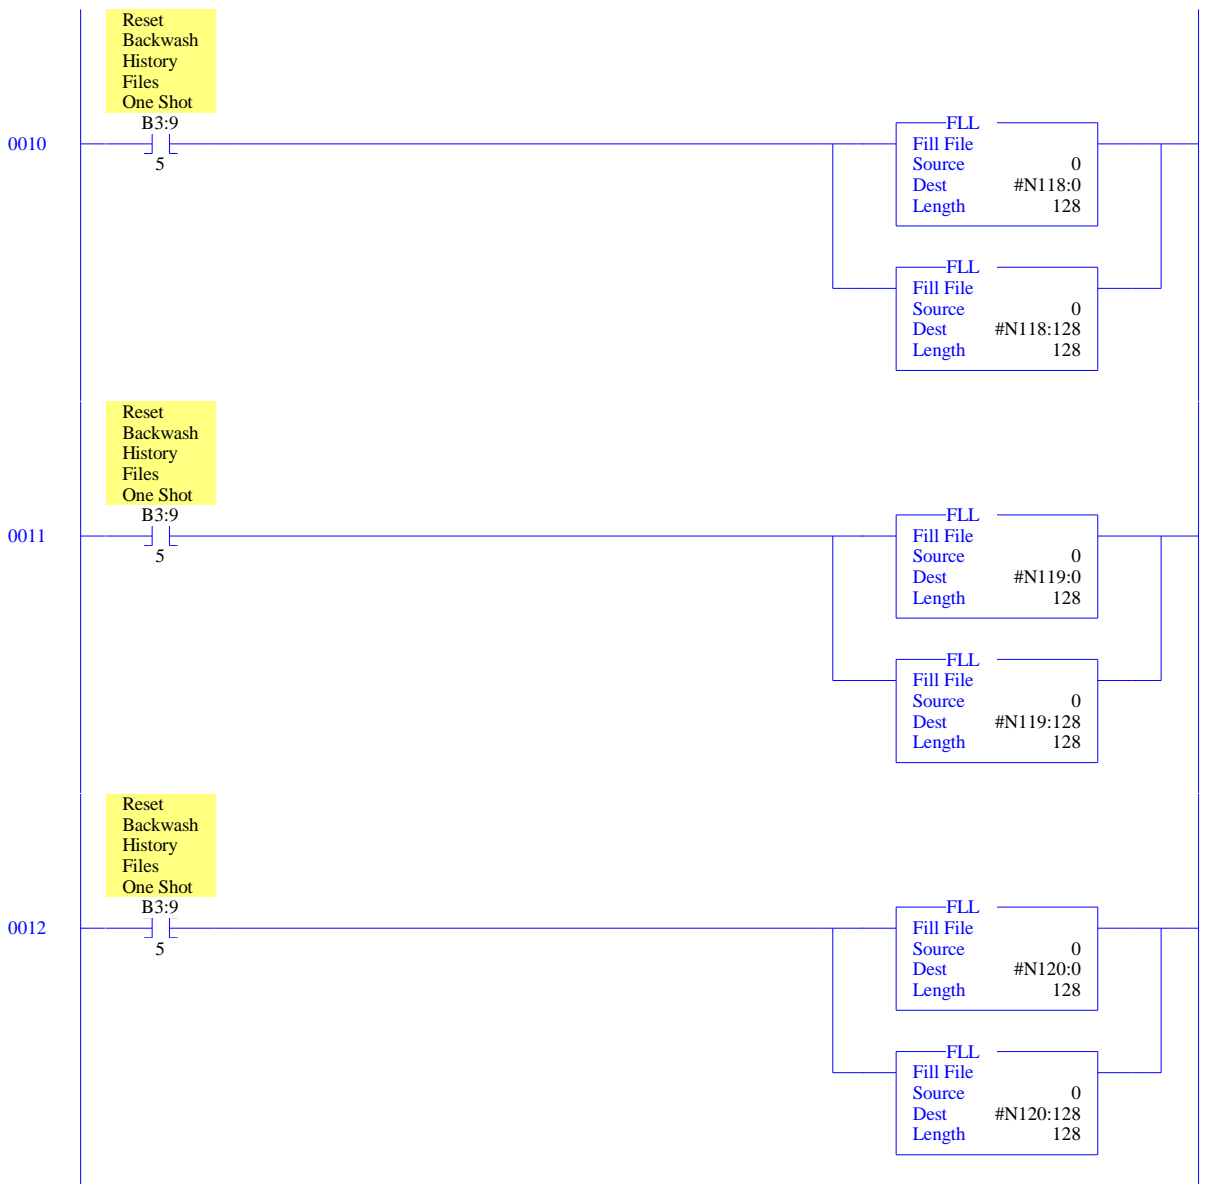 Reset
Backwash
History
Files
One Shot
B3:9
5
0010
FLL
Fill File
Source 0
Dest #N118:0
Length 128
FLL
Fill File
Source 0
Dest #N118:128
Length 128
Reset
Backwash
History
Files
One Shot
B3:9
5
0011
FLL
Fill File
Source 0
Dest #N119:0
Length 128
FLL
Fill File
Source 0
Dest #N119:128
Length 128
Reset
Backwash
History
Files
One Shot
B3:9
5
0012
FLL
Fill File
Source 0
Dest #N120:0
Length 128
FLL
Fill File
Source 0
Dest #N120:128
Length 128